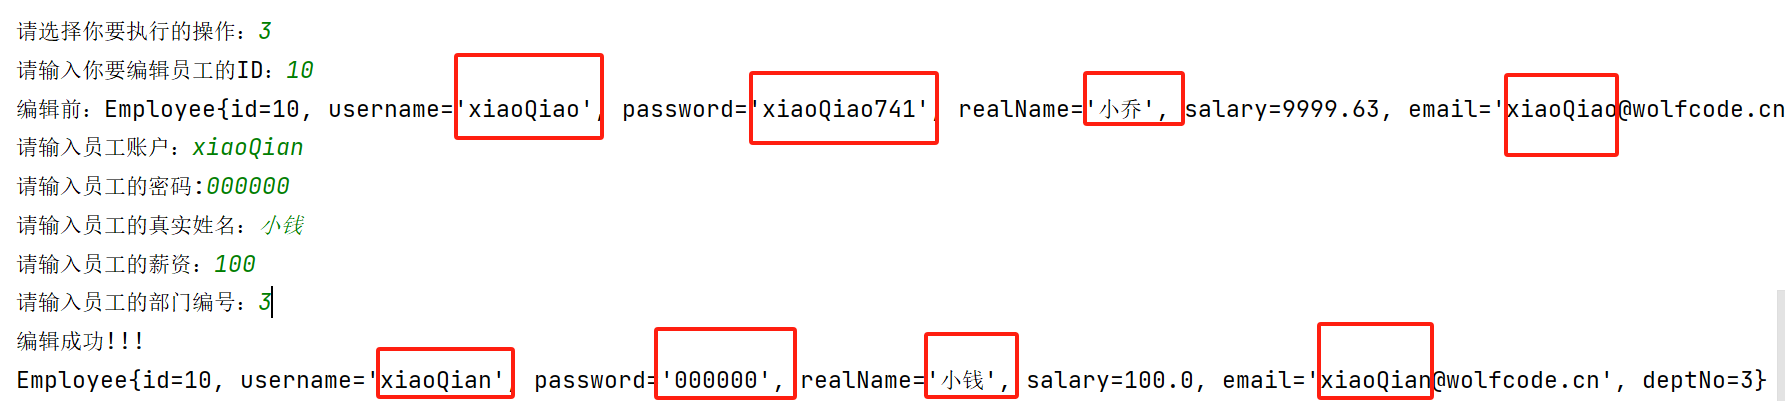 请选择你要执行的操作：3
请输入你要编辑员工的ID：10
编辑前：Employee{id=10, username='xiaoQiao', password='xiaoQiao741', realName='小乔', salary=9999.63, email='xiaoQiao@wolfcode.cn
请输入员工账户：xiaoQian
请输入员工的密码:000000
请输入员工的真实姓名：小钱
请输入员工的薪资：100
请输入员工的部门编号：3
编辑成功!!!
Employee{id=10, username='xiaoQian', password='000000', realName='小钱', salary=100.0, email='xiaoQian@wolfcode.cn', deptNo=3}